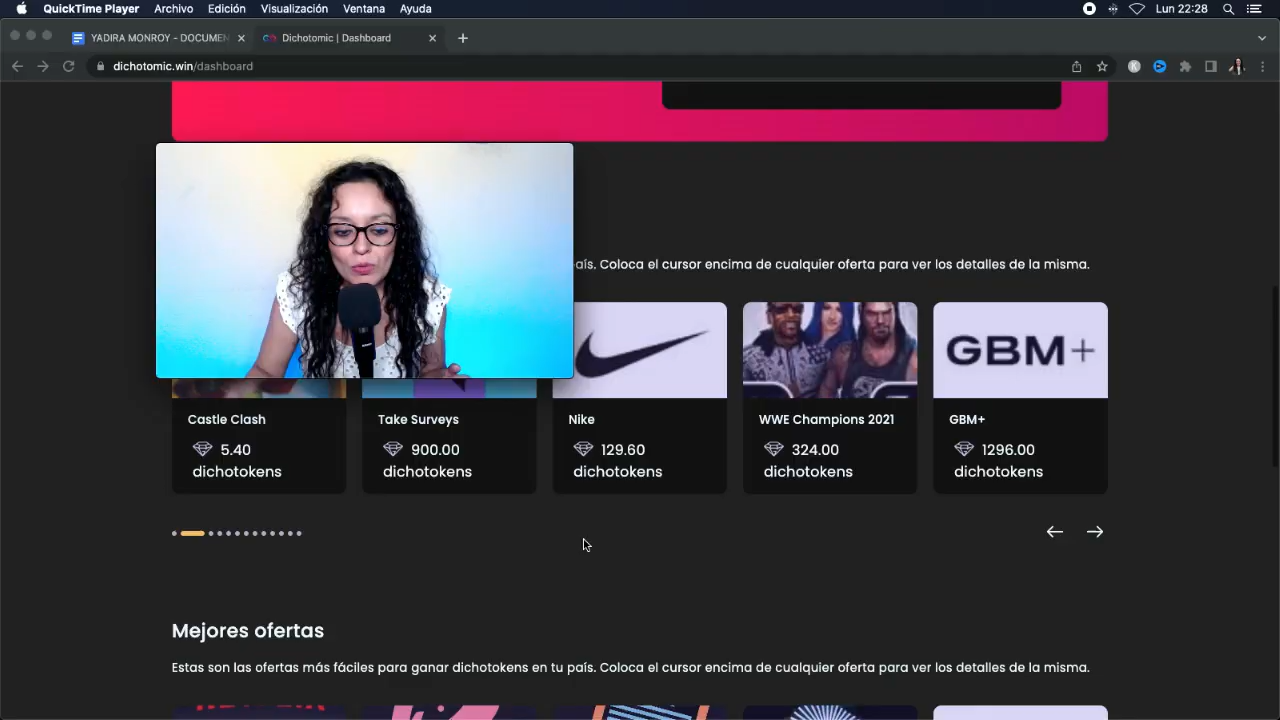 QuickTime Player Archivo Edición Visualización Ventana Ayuda Lun 22:28
YADIRA MONROY - DOCUMEN
Dichotomic | Dashboard
dichotomic.win/dashboard
aís. Coloca el cursor encima de cualquier oferta para ver los detalles de la misma.
GBM+
Castle Clash
5.40
dichotokens
Take Surveys
900.00
dichotokens
Nike
129.60
dichotokens
WWE Champions 2021
324.00
dichotokens
GBM+
1296.00
dichotokens
Mejores ofertas
Estas son las ofertas más fáciles para ganar dichotokens en tu país. Coloca el cursor encima de cualquier oferta para ver los detalles de la misma.